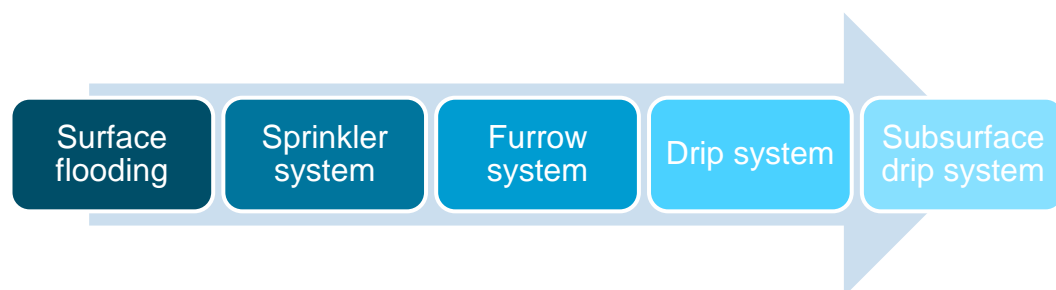 Surface
flooding
Sprinkler
system
Furrow
system
Drip system
Subsurface
drip system